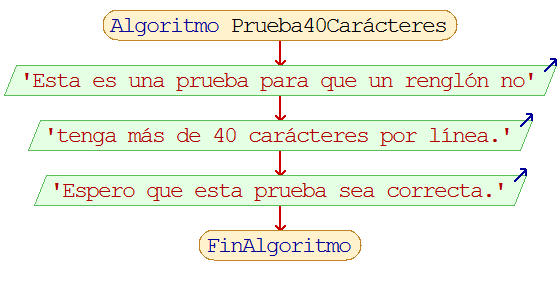 Algoritmo Prueba40Carácteres
'Esta es una prueba para que un renglón no'
'tenga más de 40 carácteres por línea.'
'Espero que esta prueba sea correcta.'
FinAlgoritmo